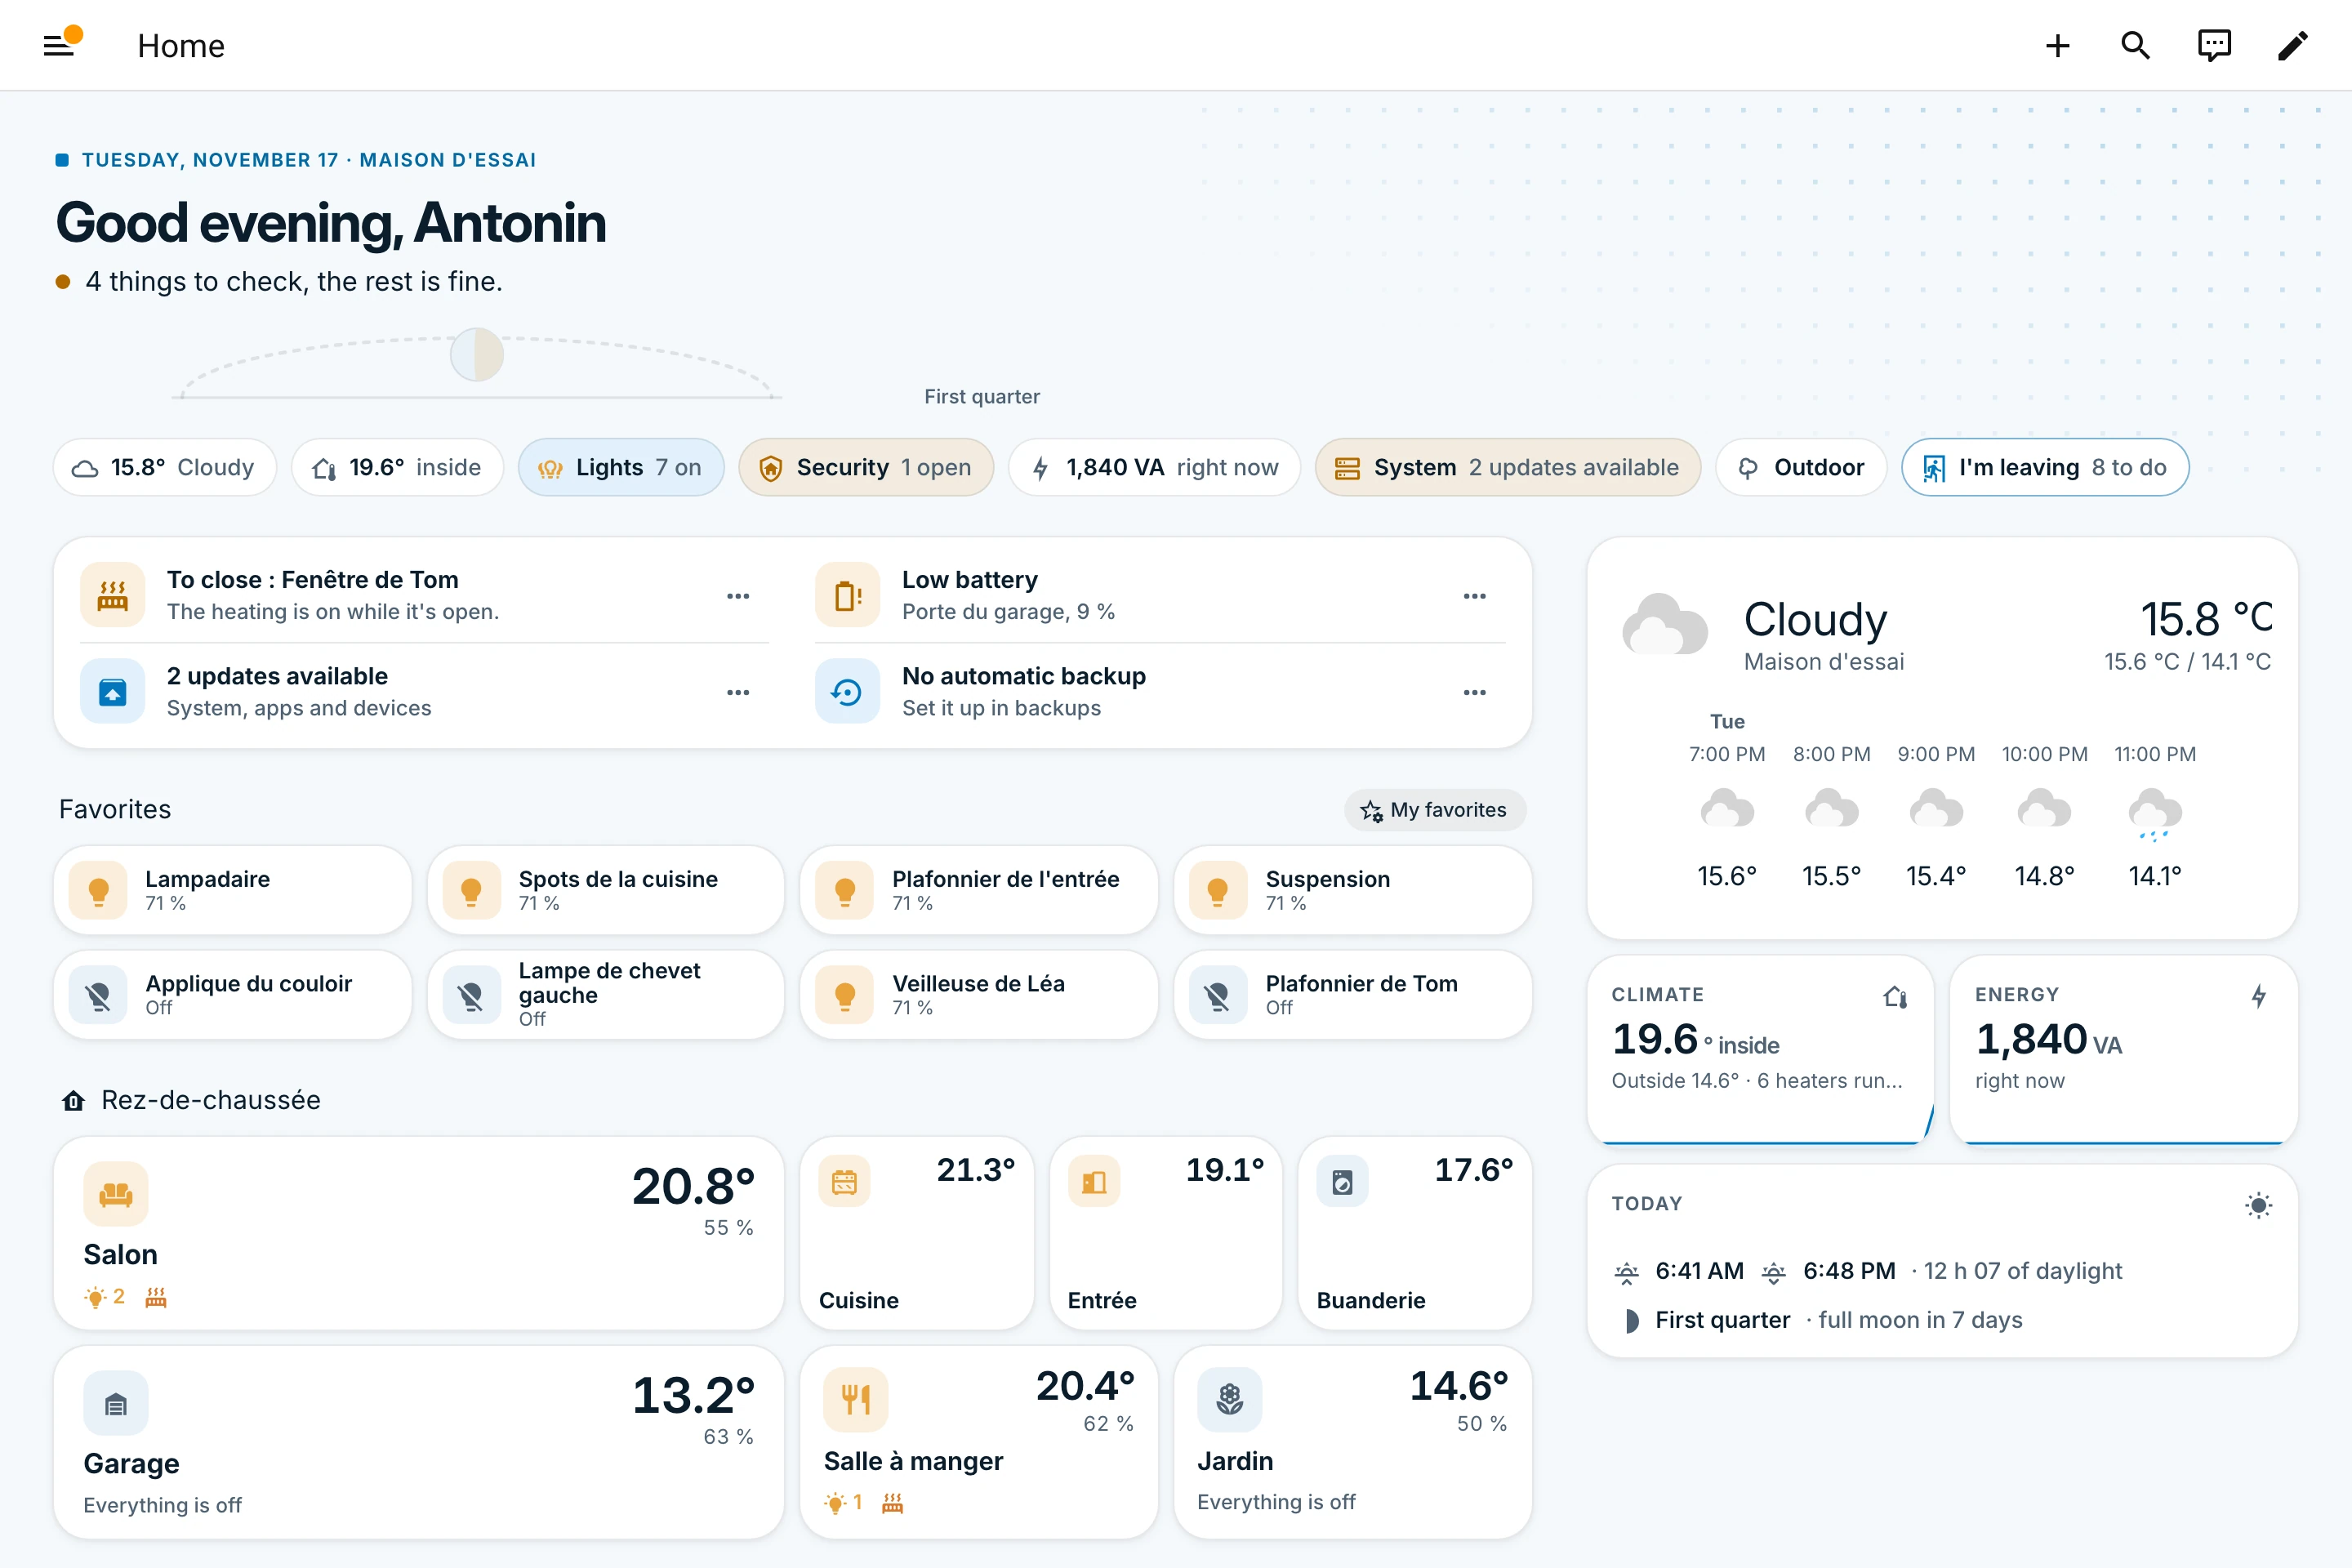 Home
TUESDAY, NOVEMBER 17 · MAISON D'ESSAI
Good evening, Antonin
4 things to check, the rest is fine.
First quarter
15.8° Cloudy
19.6° inside
Lights 7 on
Security 1 open
1,840 VA right now
System 2 updates available
Outdoor
I'm leaving 8 to do
To close : Fenêtre de Tom
The heating is on while it's open.
Low battery
Porte du garage, 9 %
2 updates available
System, apps and devices
No automatic backup
Set it up in backups
Favorites
My favorites
Lampadaire
71 %
Spots de la cuisine
71 %
Plafonnier de l'entrée
71 %
Suspension
71 %
Applique du couloir
Off
Lampe de chevet
gauche
Off
Veilleuse de Léa
71 %
Plafonnier de Tom
Off
Rez-de-chaussée
20.8°
55 %
Salon
2
21.3°
Cuisine
19.1°
Entrée
17.6°
Buanderie
13.2°
63 %
Garage
Everything is off
20.4°
62 %
Salle à manger
1
14.6°
50 %
Jardin
Everything is off
Cloudy
Maison d'essai
15.8 °C
15.6 °C / 14.1 °C
Tue
7:00 PM 8:00 PM 9:00 PM 10:00 PM 11:00 PM
15.6° 15.5° 15.4° 14.8° 14.1°
CLIMATE
19.6 ° inside
Outside 14.6° · 6 heaters run...
ENERGY
1,840 VA
right now
TODAY
6:41 AM 6:48 PM · 12 h 07 of daylight
First quarter · full moon in 7 days